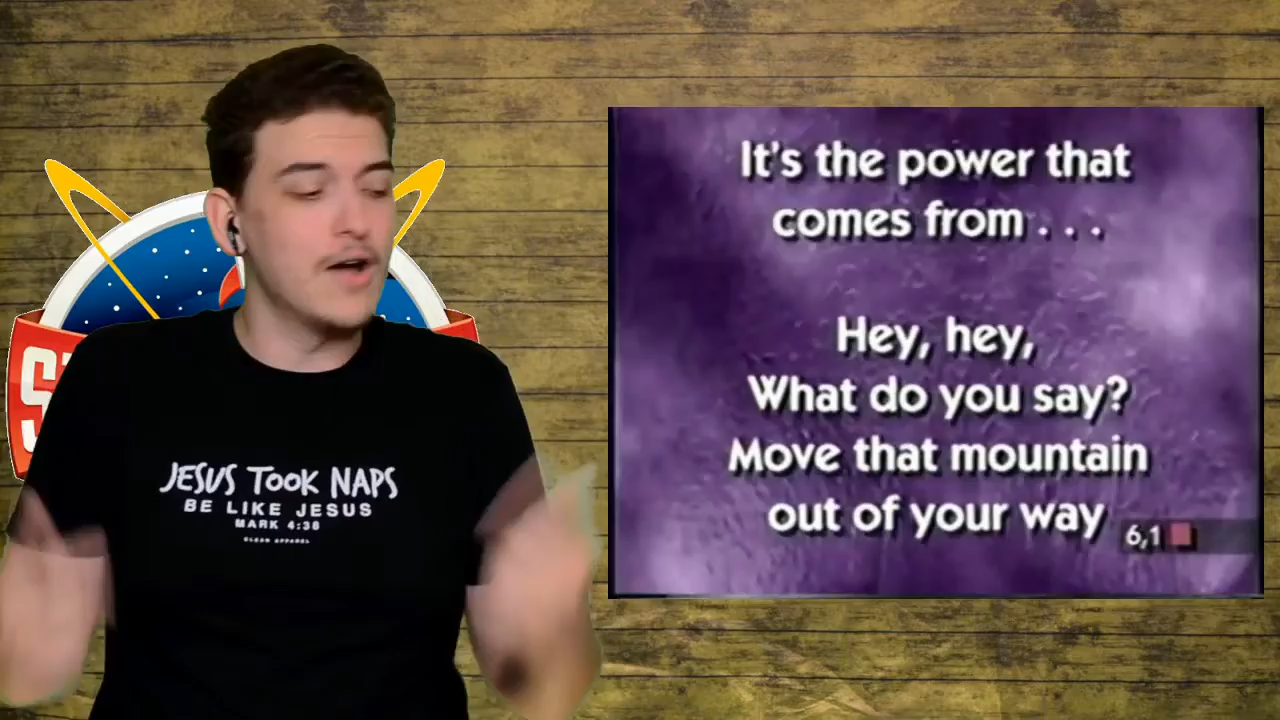 S
JESUS TOOK NAPS
BE LIKE JESUS
MARK 4:38
It's the power that
comes from . . .
Hey, hey,
What do you say?
Move that mountain
out of your way
6,1